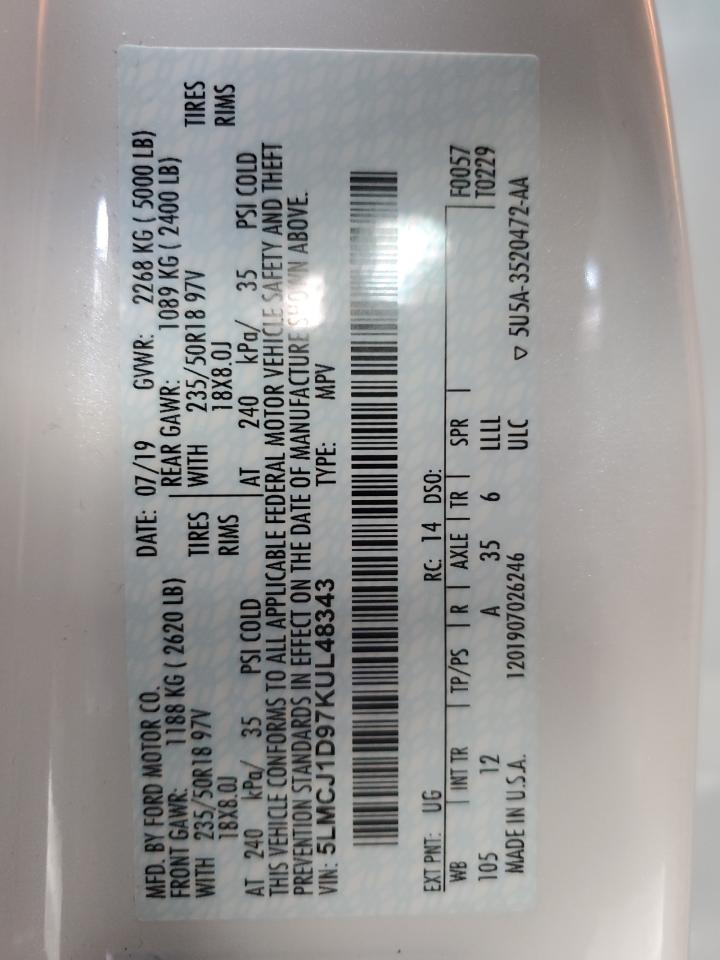 MFD. BY FORD MOTOR CO.
DATE: 07/19 GVWR: 2268 KG ( 5000 LB)
FRONT GAWR: 1188 KG ( 2620 LB)
REAR GAWR: 1089 KG ( 2400 LB)
WITH 235/50R18 97V TIRES
WITH 235/50R18 97V TIRES
18X8.0J RIMS
18X8.0J RIMS
AT 240 kPa/ 35 PSI COLD
AT 240 kPa/ 35 PSI COLD
THIS VEHICLE CONFORMS TO ALL APPLICABLE FEDERAL MOTOR VEHICLE SAFETY AND THEFT
PREVENTION STANDARDS IN EFFECT ON THE DATE OF MANUFACTURE SHOWN ABOVE.
VIN: 5LMCJ1D97KUL48343 TYPE: MPV
EXT PNT: UG RC: 14 DSO: F0057
WB INT TR TP/PS R AXLE TR SPR T0229
105 12 A 35 6 LLLL
MADE IN U.S.A. 1201907026246 ULC ▽ 5U5A-3520472-AA